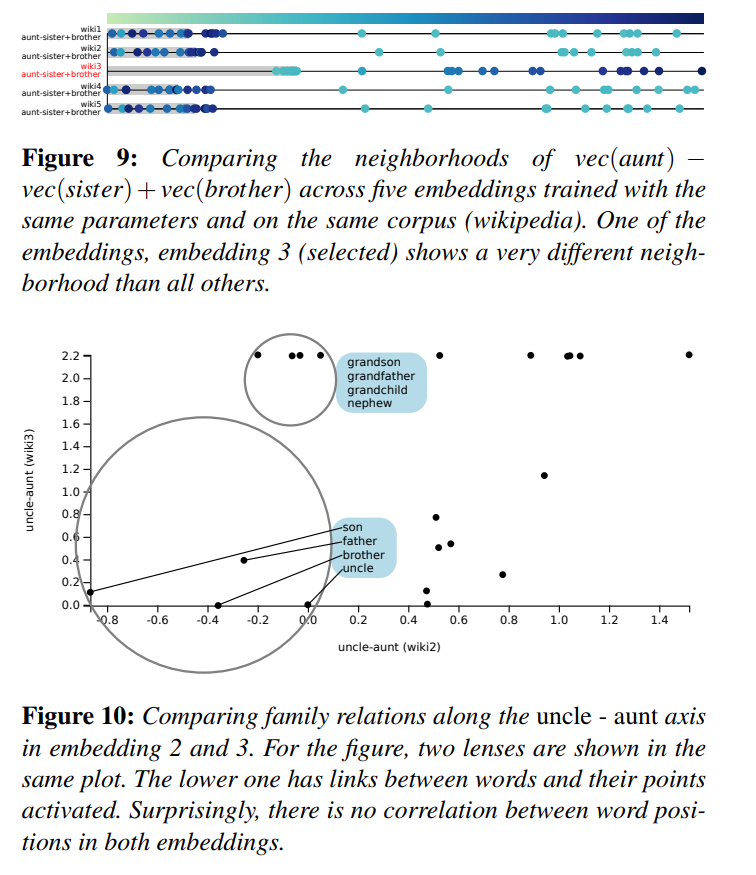 wiki1
aunt-sister+brother
wiki2
aunt-sister+brother
wiki3
aunt-sister+brother
wiki4
aunt-sister+brother
wiki5
aunt-sister+brother
Figure 9: Comparing the neighborhoods of vec(aunt) −
vec(sister) + vec(brother) across five embeddings trained with the
same parameters and on the same corpus (wikipedia). One of the
embeddings, embedding 3 (selected) shows a very different neigh-
borhood than all others.
2.2
2.0
1.8
1.6
1.4
1.2
1.0
0.8
0.6
0.4
0.2
0.0
uncle-aunt (wiki3)
grandson
grandfather
grandchild
nephew
son
father
brother
uncle
-0.8 -0.6 -0.4 -0.2 0.0 0.2 0.4 0.6 0.8 1.0 1.2 1.4
uncle-aunt (wiki2)
Figure 10: Comparing family relations along the uncle - aunt axis
in embedding 2 and 3. For the figure, two lenses are shown in the
same plot. The lower one has links between words and their points
activated. Surprisingly, there is no correlation between word posi-
tions in both embeddings.